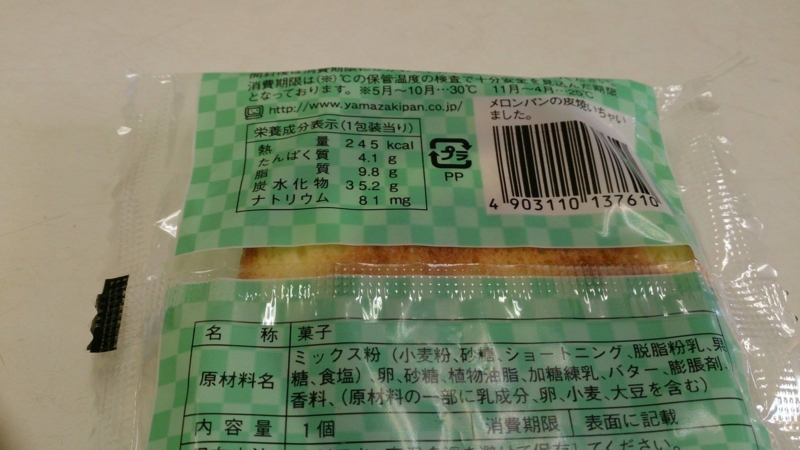 消費期限は(※)℃の保管温度の検査で十分安全を見込んだ期間
となっております。※5月〜10月…30℃ 11月〜4月…25℃
http://www.yamazakipan.co.jp/
メロンパンの皮焼いちゃい
ました。
栄養成分表示(1包装当り)
熱量 245 kcal
たんぱく質 4.1 g
脂質 9.8 g
炭水化物 35.2 g
ナトリウム 81 mg
プラ
PP
4 903110 137610
名称 菓子
原材料名 ミックス粉(小麦粉、砂糖、ショートニング、脱脂粉乳、果
糖、食塩)、卵、砂糖、植物油脂、加糖練乳、バター、膨脹剤、
香料、(原材料の一部に乳成分、卵、小麦、大豆を含む)
内容量 1個 消費期限 表面に記載